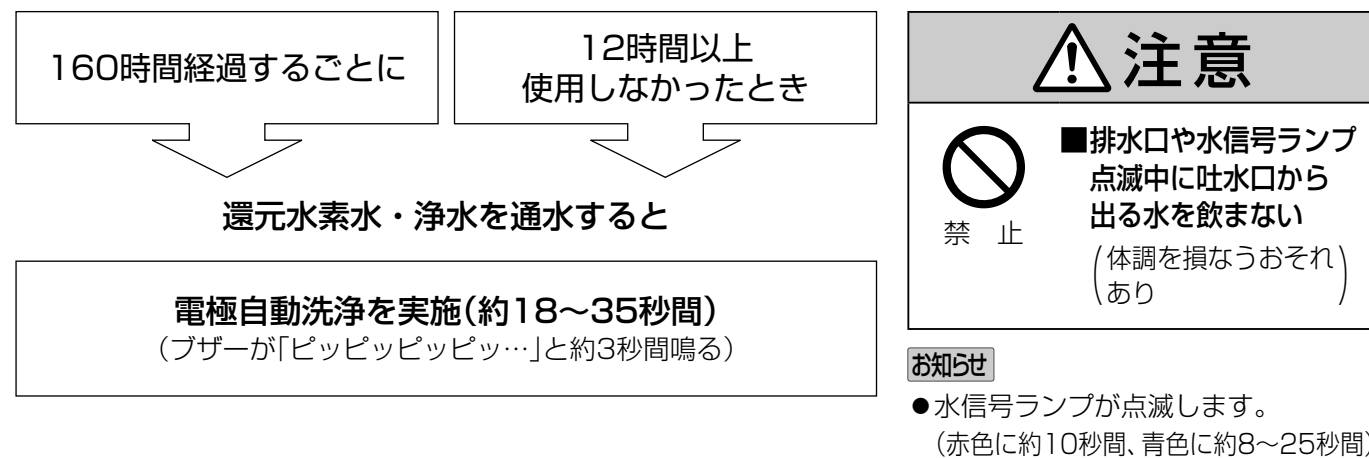 160時間経過するごとに
12時間以上
使用しなかったとき
還元水素水・浄水を通水すると
電極自動洗浄を実施(約18~35秒間)
(ブザーが「ピッピッピッピッ…」と約3秒間鳴る)
注意
禁 止
■排水口や水信号ランプ
点滅中に吐水口から
出る水を飲まない
(体調を損なうおそれ
あり)
お知らせ
●水信号ランプが点滅します。
(赤色に約10秒間、青色に約8~25秒間)